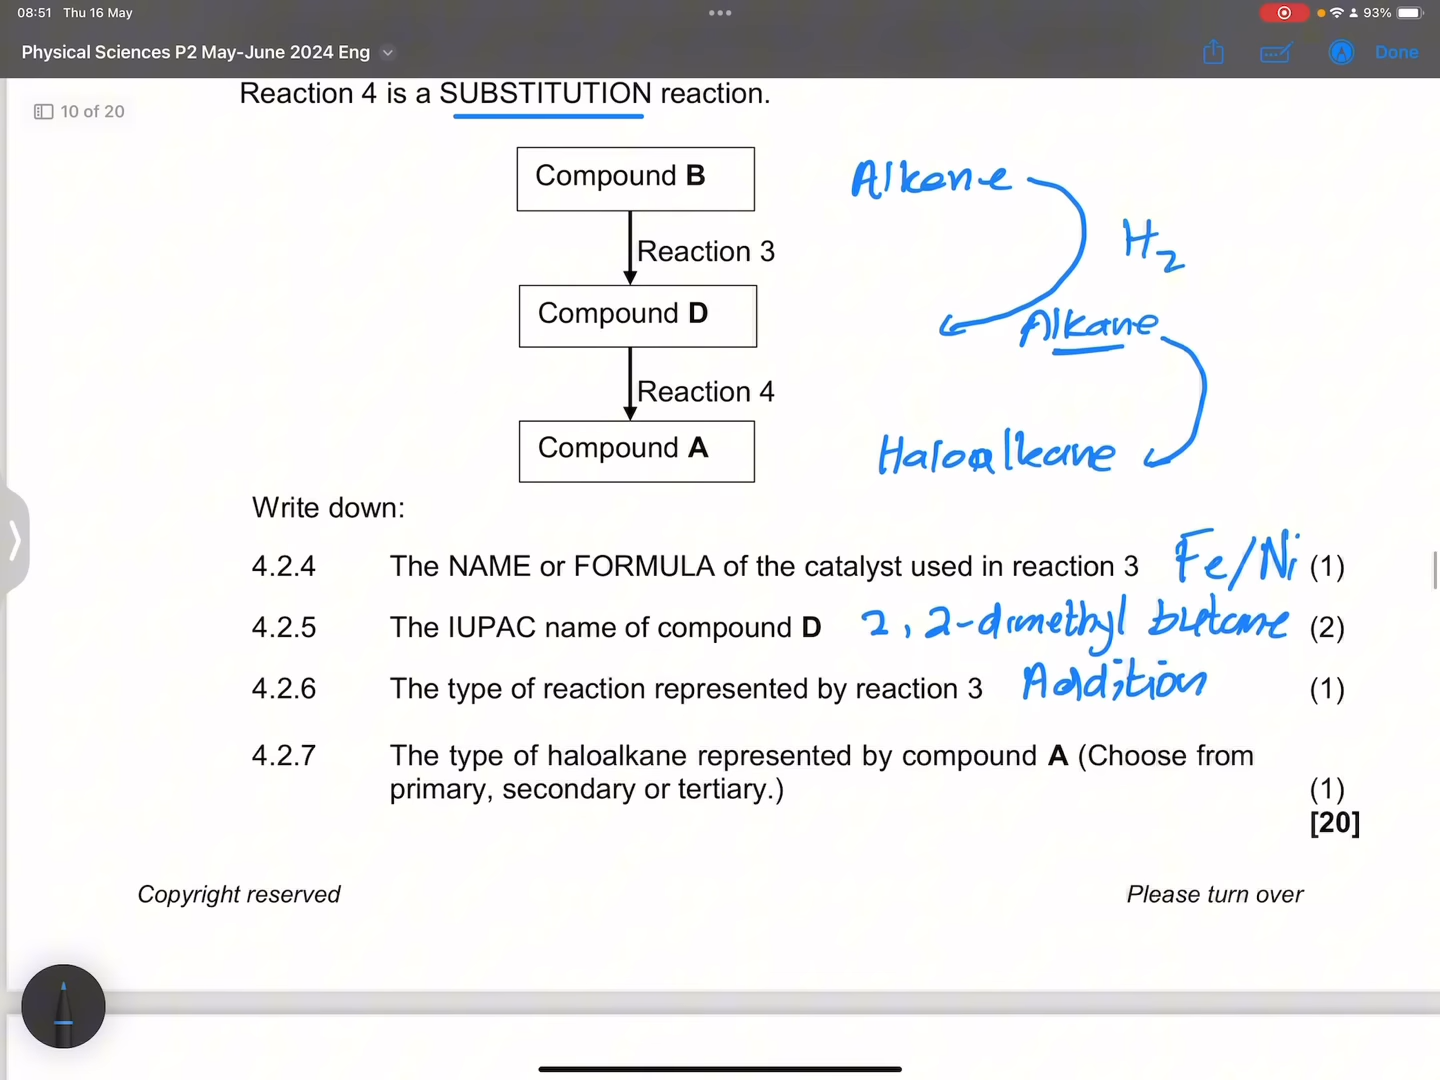 08:51 Thu 16 May
93%
Physical Sciences P2 May-June 2024 Eng
Done
10 of 20
Reaction 4 is a SUBSTITUTION reaction.
Compound B
Alkene
Reaction 3
H2
Compound D
Alkane
Reaction 4
Compound A
Haloalkane
Write down:
4.2.4 The NAME or FORMULA of the catalyst used in reaction 3 Fe/Ni (1)
4.2.5 The IUPAC name of compound D 2,2-dimethyl butane (2)
4.2.6 The type of reaction represented by reaction 3 Addition (1)
4.2.7 The type of haloalkane represented by compound A (Choose from
primary, secondary or tertiary.) (1)
[20]
Copyright reserved Please turn over